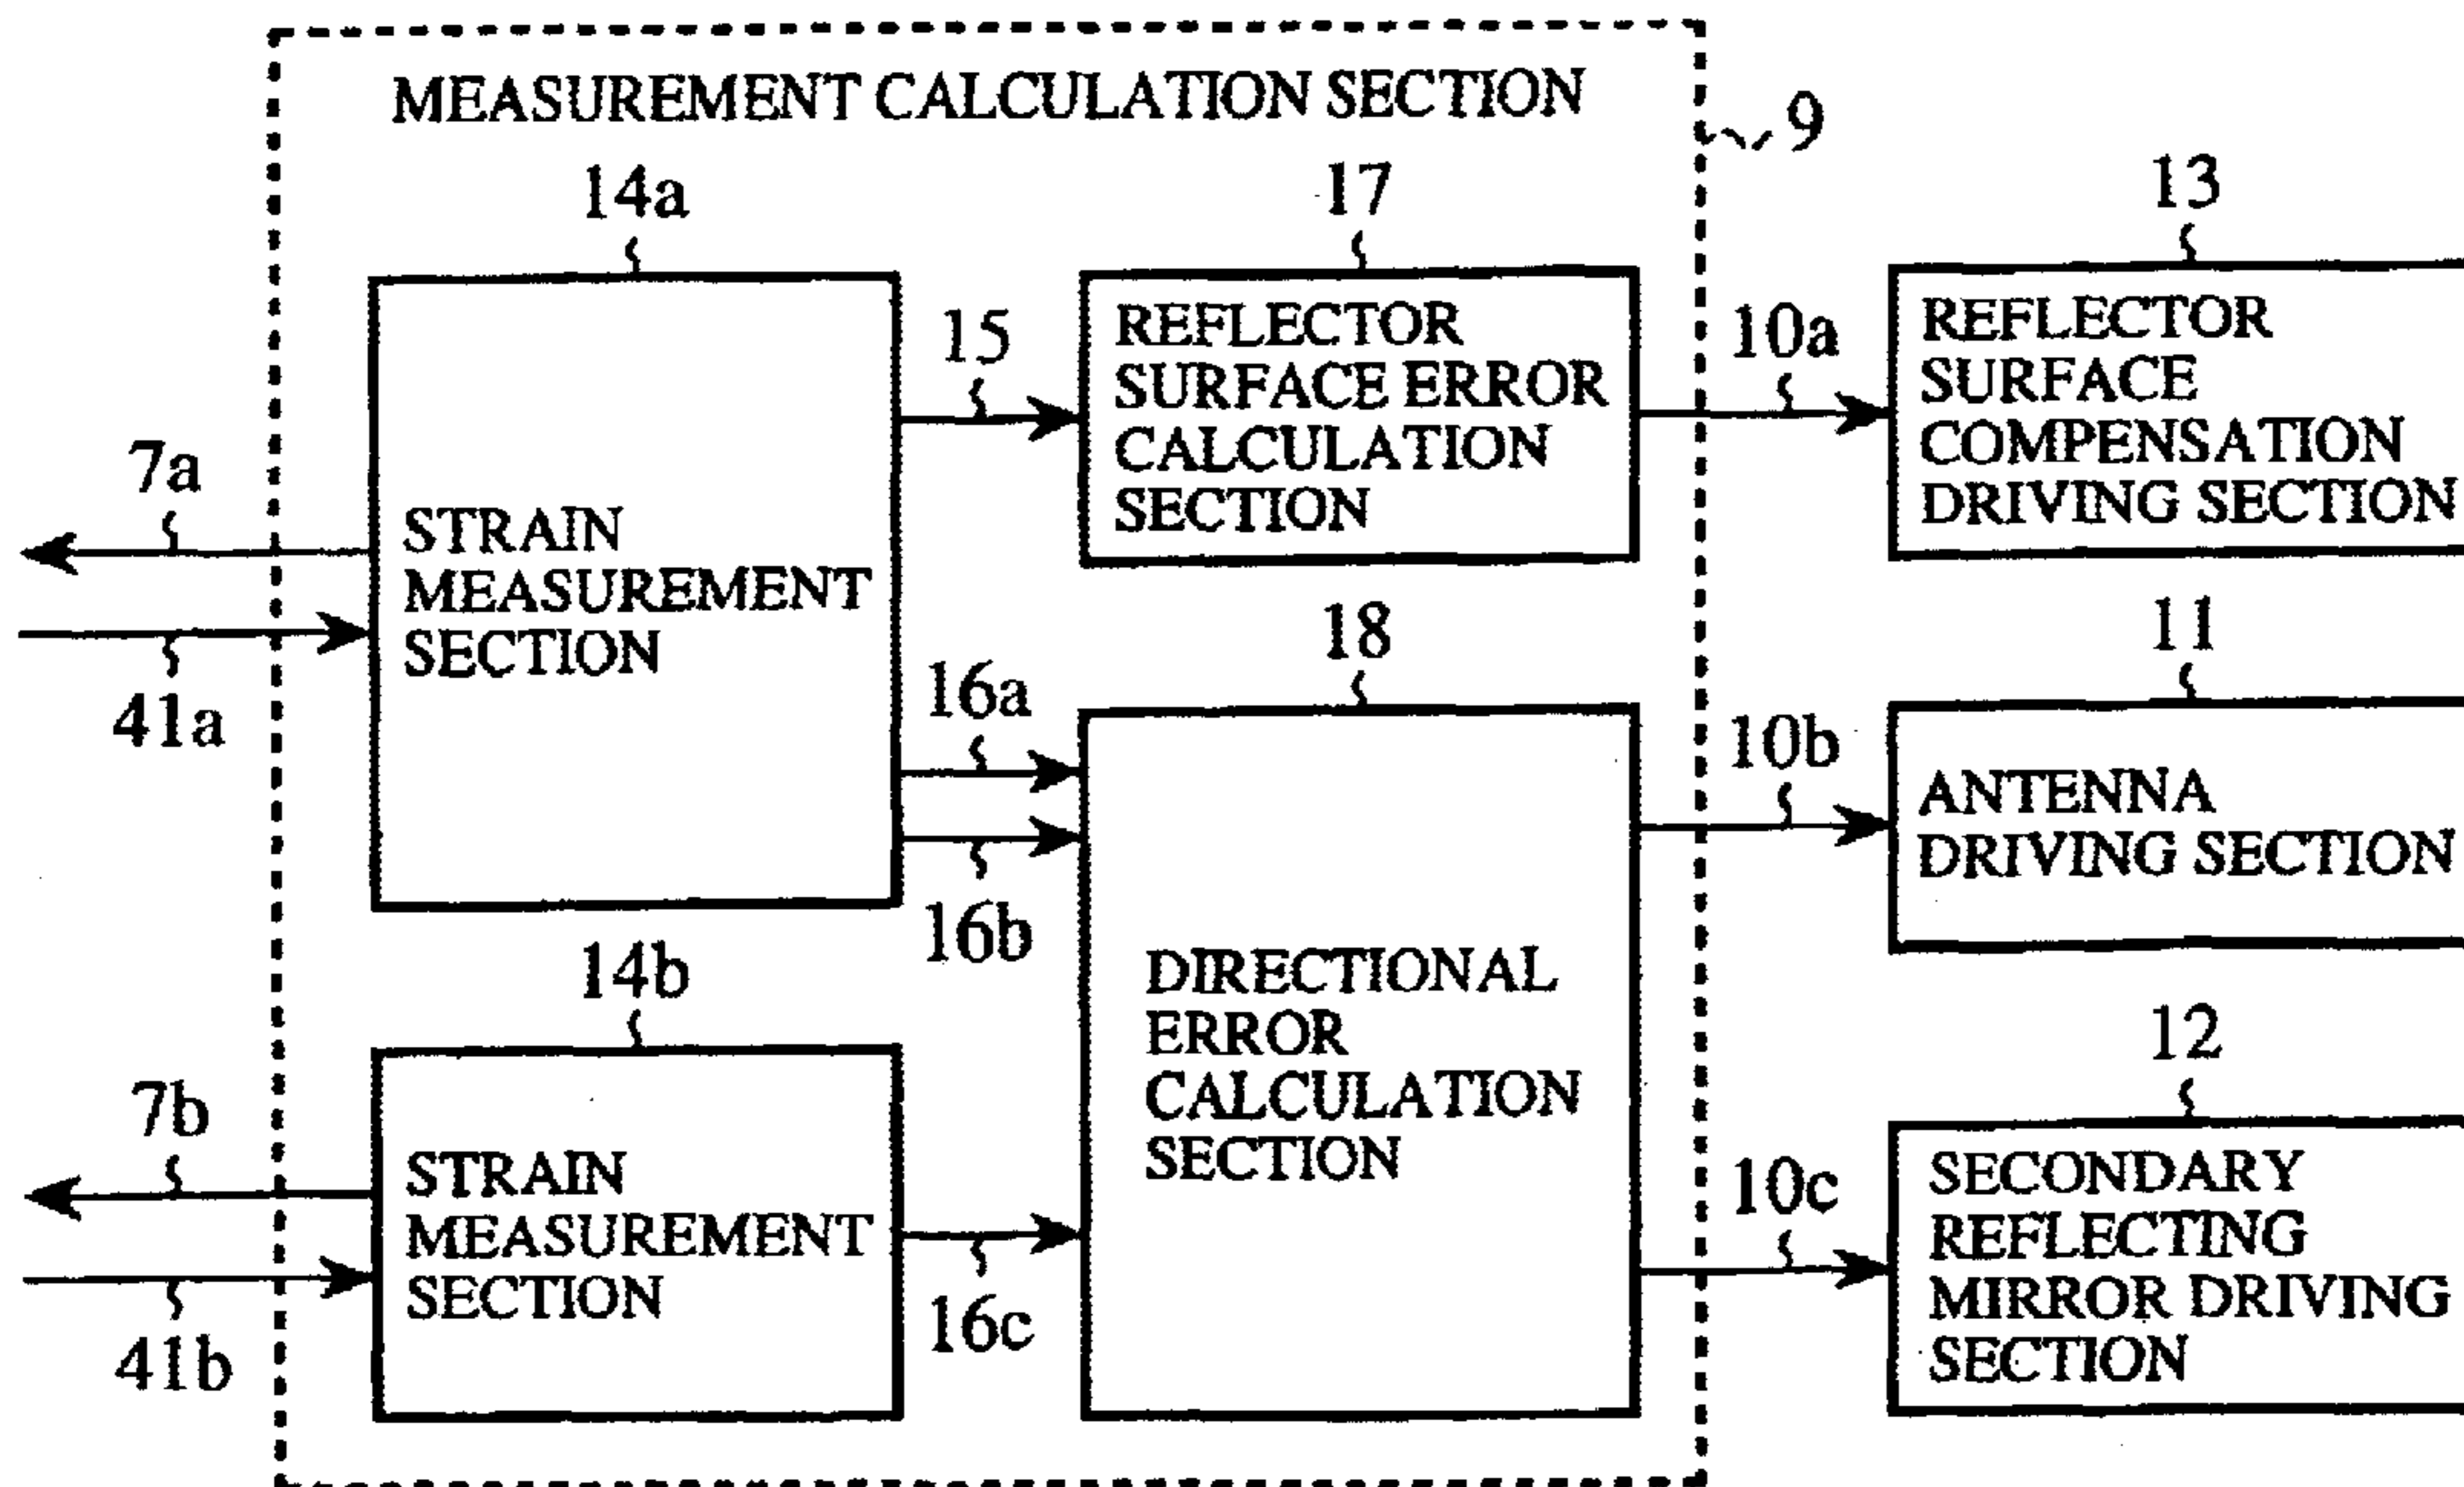 MEASUREMENT CALCULATION SECTION
9
14a
17
13
STRAIN
MEASUREMENT
SECTION
15
REFLECTOR
SURFACE ERROR
CALCULATION
SECTION
10a
REFLECTOR
SURFACE
COMPENSATION
DRIVING SECTION
7a
41a
16a
16b
18
10b
11
ANTENNA
DRIVING SECTION
14b
DIRECTIONAL
ERROR
CALCULATION
SECTION
7b
41b
STRAIN
MEASUREMENT
SECTION
16c
10c
12
SECONDARY
REFLECTING
MIRROR DRIVING
SECTION